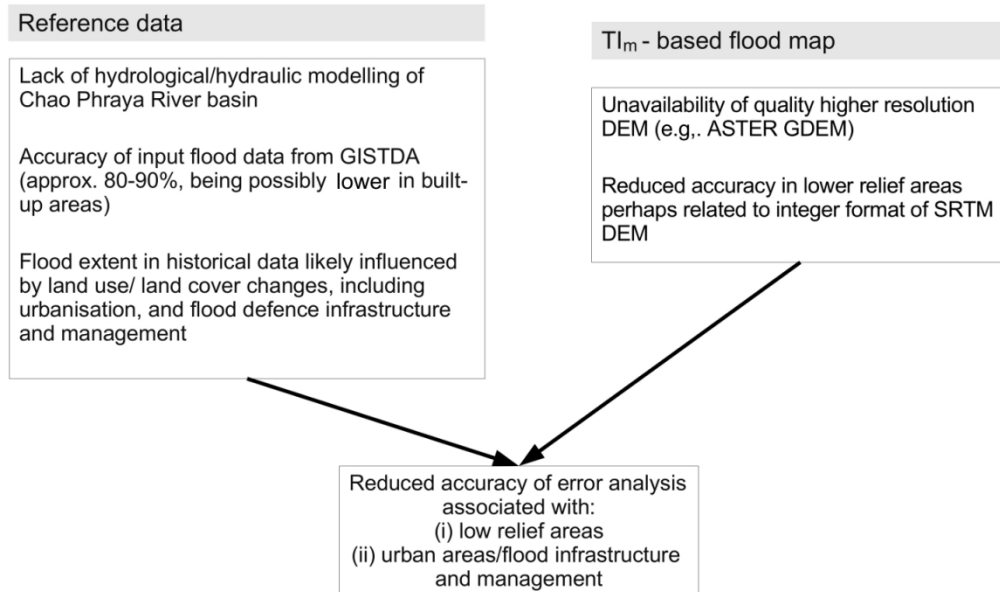 Reference data
Lack of hydrological/hydraulic modelling of
Chao Phraya River basin
Accuracy of input flood data from GISTDA
(approx. 80-90%, being possibly lower in built-
up areas)
Flood extent in historical data likely influenced
by land use/ land cover changes, including
urbanisation, and flood defence infrastructure
and management
TIm - based flood map
Unavailability of quality higher resolution
DEM (e.g,. ASTER GDEM)
Reduced accuracy in lower relief areas
perhaps related to integer format of SRTM
DEM
Reduced accuracy of error analysis
associated with:
(i) low relief areas
(ii) urban areas/flood infrastructure
and management